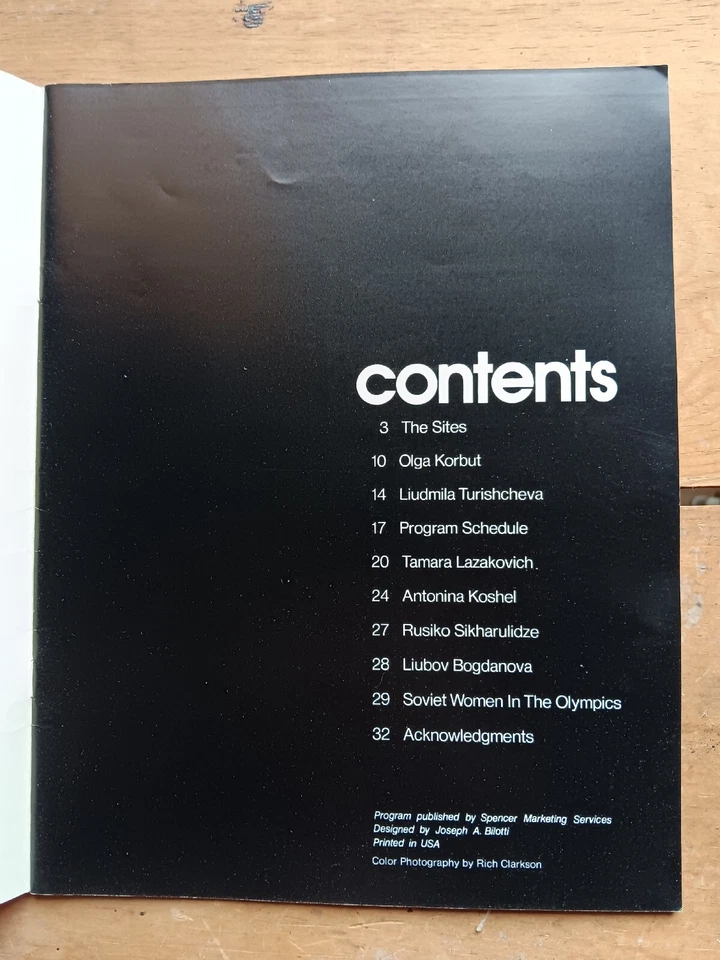 contents
3 The Sites
10 Olga Korbut
14 Liudmila Turishcheva
17 Program Schedule
20 Tamara Lazakovich
24 Antonina Koshel
27 Rusiko Sikharulidze
28 Liubov Bogdanova
29 Soviet Women In The Olympics
32 Acknowledgments
Program published by Spencer Marketing Services
Designed by Joseph A. Bilotti
Printed in USA
Color Photography by Rich Clarkson